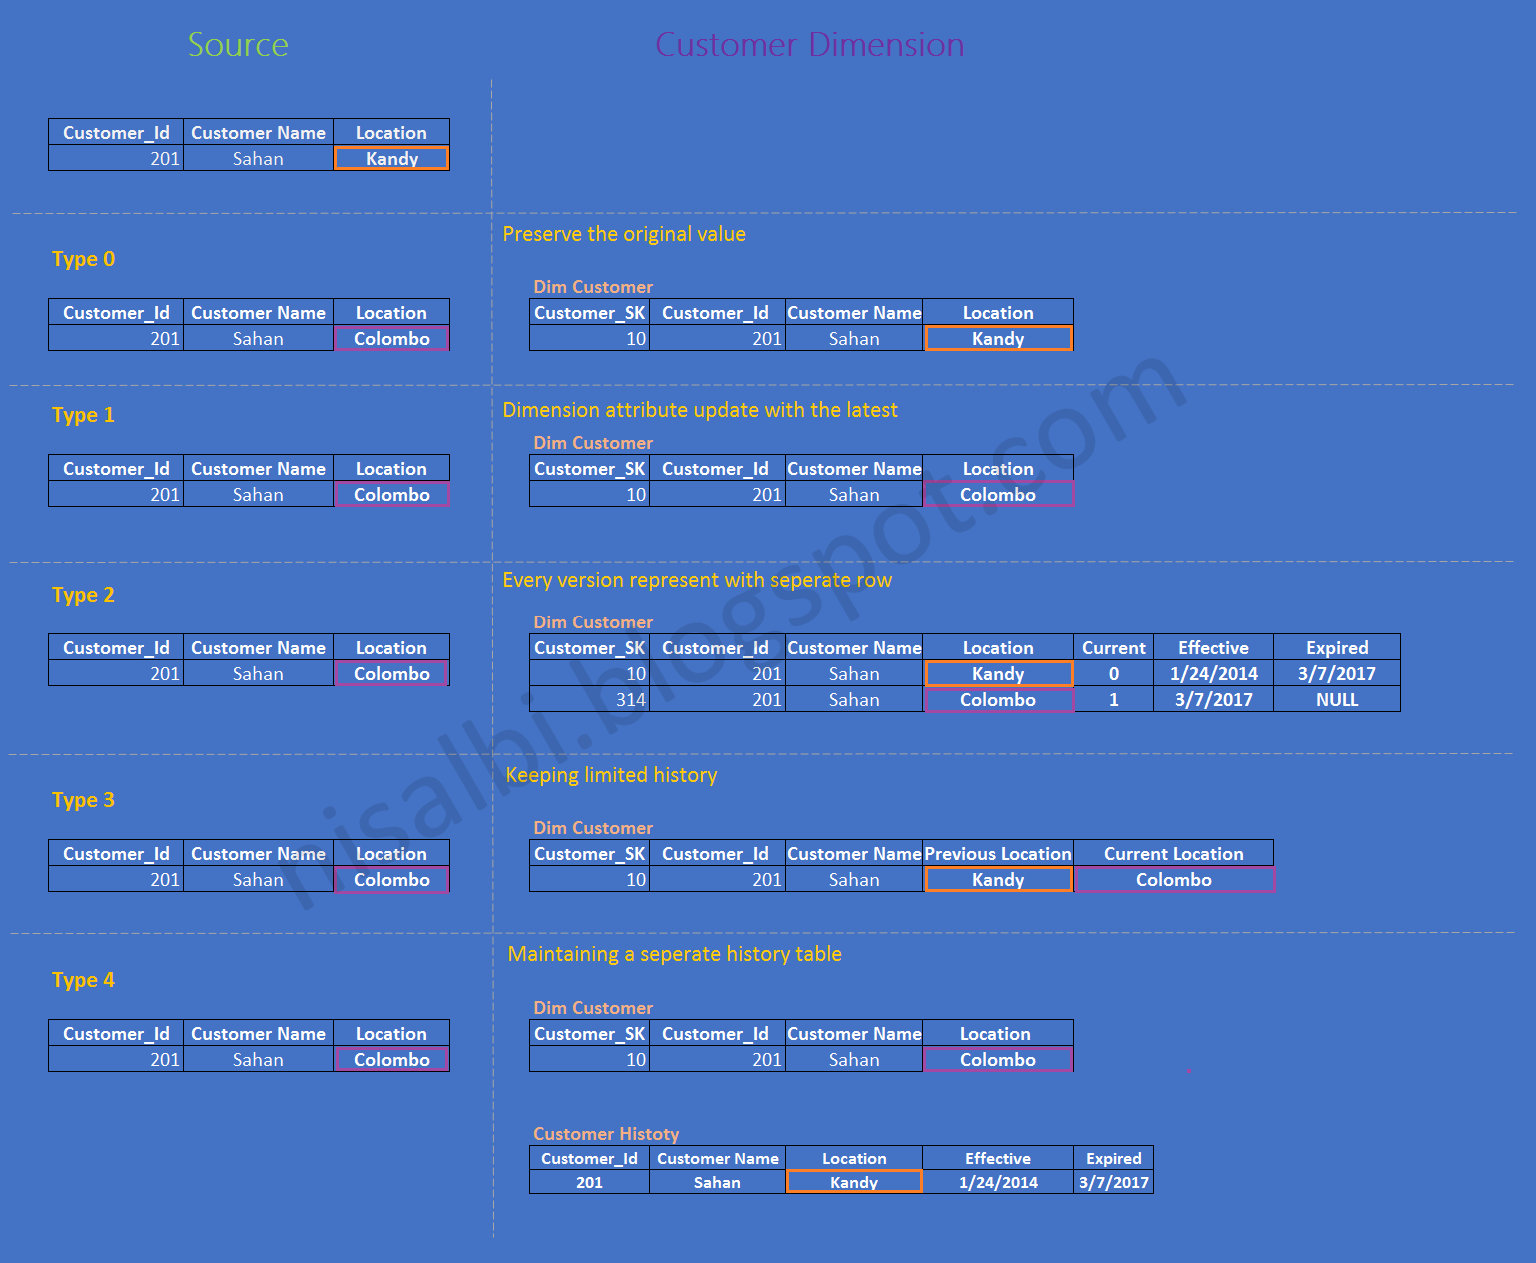 Source
Customer Dimension
Customer_Id Customer Name Location
201 Sahan Kandy
Preserve the original value
Type 0
Dim Customer
Customer_Id Customer Name Location
201 Sahan Colombo
Customer_SK Customer_Id Customer Name Location
10 201 Sahan Kandy
Dimension attribute update with the latest
Type 1
Dim Customer
Customer_Id Customer Name Location
201 Sahan Colombo
Customer_SK Customer_Id Customer Name Location
10 201 Sahan Colombo
Every version represent with seperate row
Type 2
Dim Customer
Customer_Id Customer Name Location
201 Sahan Colombo
Customer_SK Customer_Id Customer Name Location Current Effective Expired
10 201 Sahan Kandy 0 1/24/2014 3/7/2017
314 201 Sahan Colombo 1 3/7/2017 NULL
Keeping limited history
Type 3
Dim Customer
Customer_Id Customer Name Location
201 Sahan Colombo
Customer_SK Customer_Id Customer Name Previous Location Current Location
10 201 Sahan Kandy Colombo
Maintaining a seperate history table
Type 4
Dim Customer
Customer_Id Customer Name Location
201 Sahan Colombo
Customer_SK Customer_Id Customer Name Location
10 201 Sahan Colombo
Customer Histoty
Customer_Id Customer Name Location Effective Expired
201 Sahan Kandy 1/24/2014 3/7/2017
nisalbi.blogspot.com